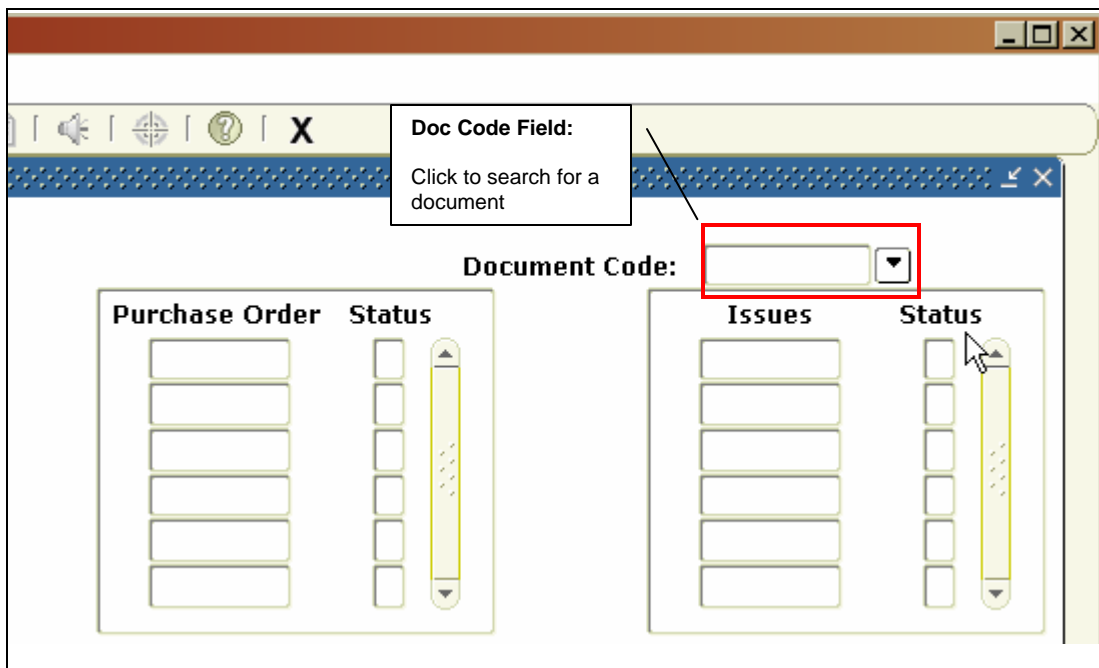 X
Doc Code Field:
Click to search for a
document
Document Code:
Purchase Order Status
Issues Status